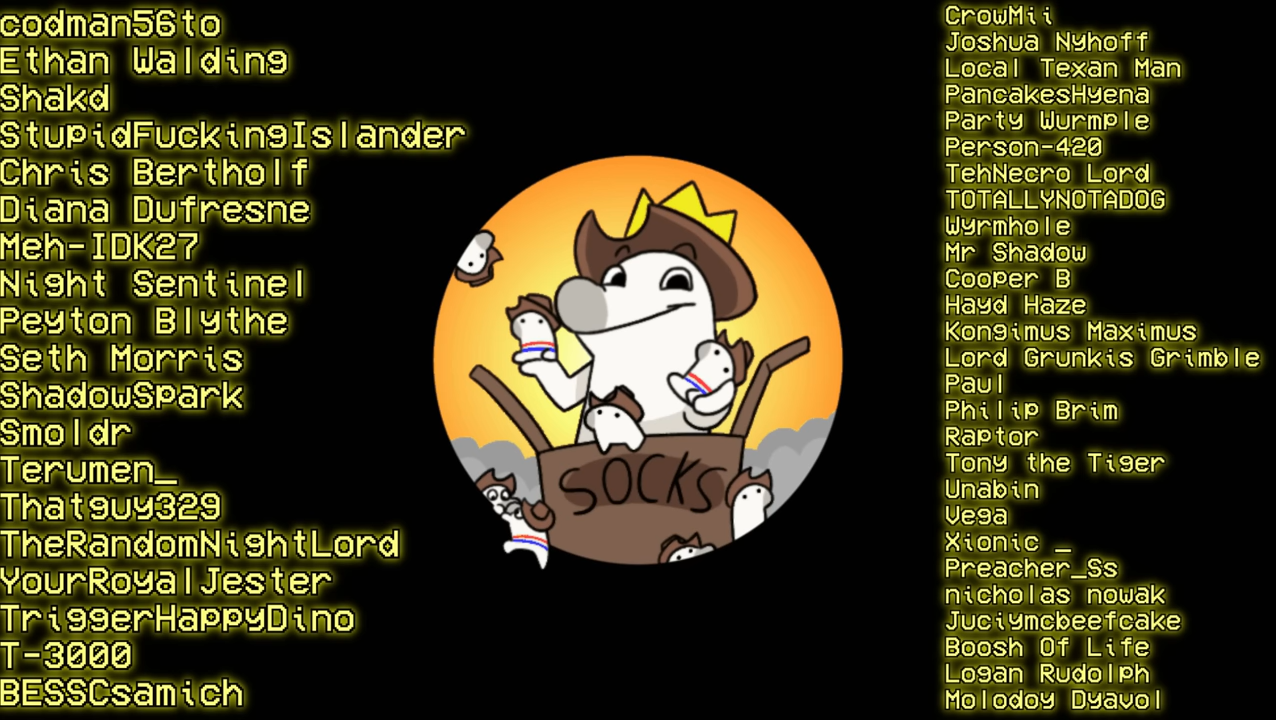 codman56to
Ethan Walding
Shakd
StupidFuckingIslander
Chris Bertholf
Diana Dufresne
Meh-IDK27
Night Sentinel
Peyton Blythe
Seth Morris
ShadowSpark
Smoldr
Terumen_
Thatguy329
TheRandomNightLord
YourRoyalJester
TriggerHappyDino
T-3000
BESSCsamich
SOCKS
CrowMii
Joshua Nyhoff
Local Texan Man
PancakesHyena
Party Wurmple
Person-420
TehNecro Lord
TOTALLYNOTADOG
Wyrmhole
Mr Shadow
Cooper B
Hayd Haze
Kongimus Maximus
Lord Grunkis Grimble
Paul
Philip Brim
Raptor
Tony the Tiger
Unabin
Vega
Xionic _
Preacher_Ss
nicholas nowak
Juciymcbeefcake
Boosh Of Life
Logan Rudolph
Molodoy Dyavol